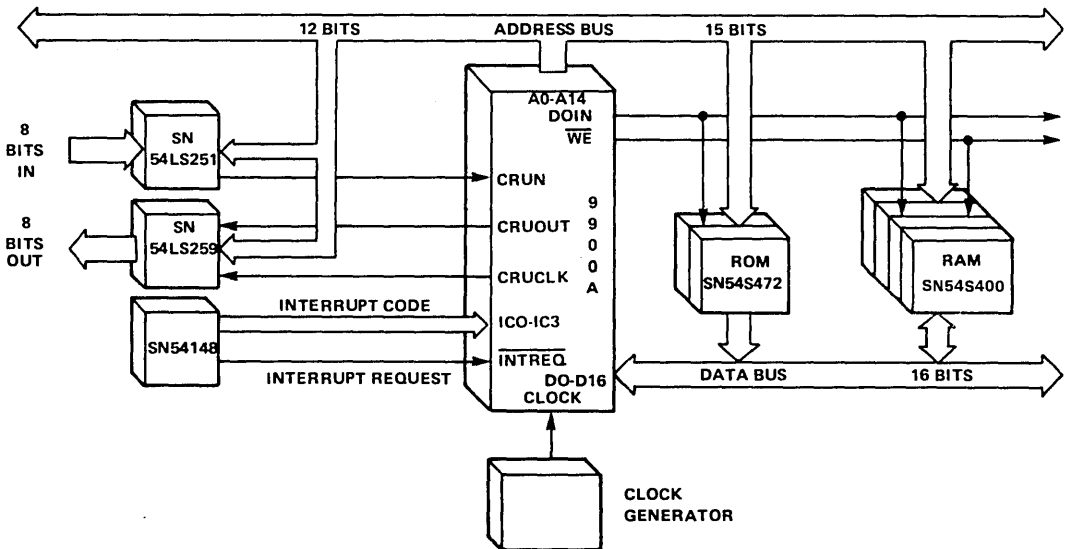 12 BITS
ADDRESS BUS
15 BITS
A0-A14
DOIN
WE
8
BITS
IN
SN
54LS251
CRUN
8
BITS
OUT
SN
54LS259
CRUOUT
CRUCLK
9
9
0
0
A
ROM
SN54S472
RAM
SN54S400
SN54148
INTERRUPT CODE
ICO-IC3
INTREQ
INTERRUPT REQUEST
DO-D16
CLOCK
DATA BUS
16 BITS
CLOCK
GENERATOR